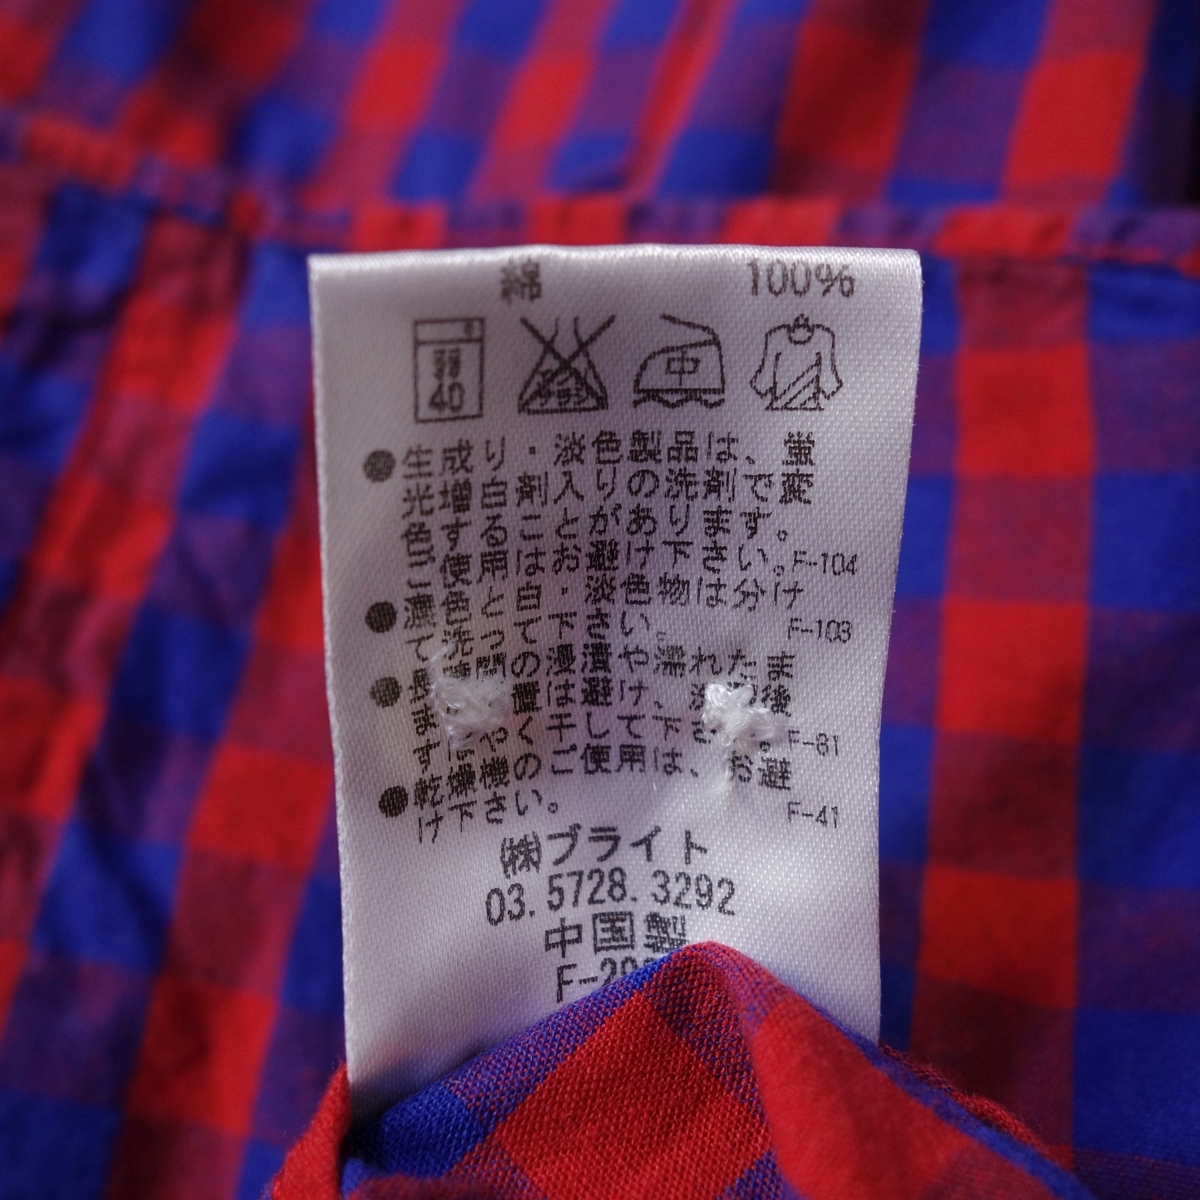 綿 100%
弱 40
中
●生成り・淡色製品は、蛍
光増白剤入りの洗剤で変
色することがあります。
ご使用はお避け下さい。F-104
●濃色と白・淡色物は分け
て洗って下さい。 F-103
●長 間の浸漬や濡れたま
ま 置は避け、 後
す やく干して下さ 。F-81
●乾燥機のご使用は、お避
け下さい。 F-41
(株)ブライト
03.5728.3292
中国製